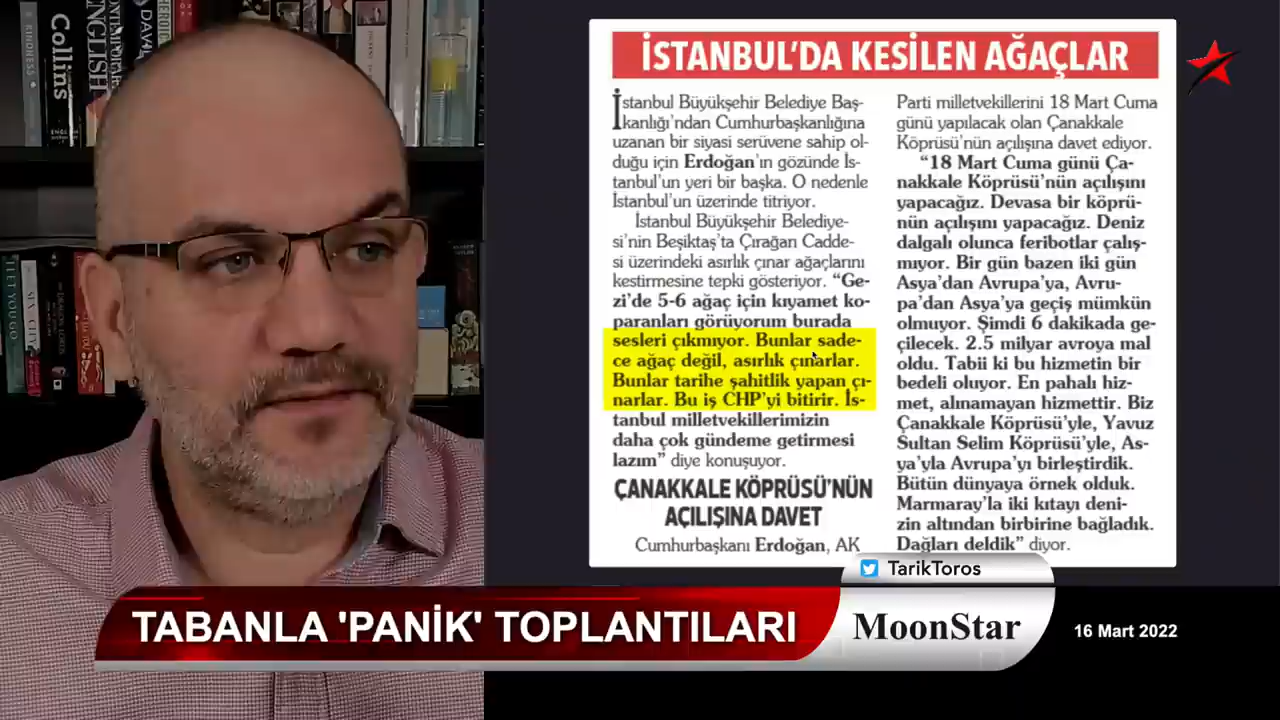 KINDNESS
Collins
ENGLISH
LET YOU GO
İSTANBUL'DA KESİLEN AĞAÇLAR
İstanbul Büyükşehir Belediye Baş-
kanlığı'ndan Cumhurbaşkanlığına
uzanan bir siyasi serüvene sahip ol-
duğu için Erdoğan'ın gözünde İs-
tanbul'un yeri bir başka. O nedenle
İstanbul'un üzerinde titriyor.
İstanbul Büyükşehir Belediye-
si'nin Beşiktaş'ta Çırağan Cadde-
si üzerindeki asırlık çınar ağaçlarını
kestirmesine tepki gösteriyor. "Ge-
zi'de 5-6 ağaç için kıyamet ko-
paranları görüyorum burada
sesleri çıkmıyor. Bunlar sade-
ce ağaç değil, asırlık çınarlar.
Bunlar tarihe şahitlik yapan çı-
narlar. Bu iş CHP'yi bitirir. İs-
tanbul milletvekillerimizin
daha çok gündeme getirmesi
lazım" diye konuşuyor.
ÇANAKKALE KÖPRÜSÜ'NÜN
AÇILIŞINA DAVET
Cumhurbaşkanı Erdoğan, AK
Parti milletvekillerini 18 Mart Cuma
günü yapılacak olan Çanakkale
Köprüsü'nün açılışına davet ediyor.
"18 Mart Cuma günü Ça-
nakkale Köprüsü'nün açılışını
yapacağız. Devasa bir köprü-
nün açılışını yapacağız. Deniz
dalgalı olunca feribotlar çalış-
mıyor. Bir gün bazen iki gün
Asya'dan Avrupa'ya, Avru-
pa'dan Asya'ya geçiş mümkün
olmuyor. Şimdi 6 dakikada ge-
çilecek. 2.5 milyar avroya mal
oldu. Tabii ki bu hizmetin bir
bedeli oluyor. En pahalı hiz-
met, alınamayan hizmettir. Biz
Çanakkale Köprüsü'yle, Yavuz
Sultan Selim Köprüsü'yle, As-
ya'yla Avrupa'yı birleştirdik.
Bütün dünyaya örnek olduk.
Marmaray'la iki kıtayı deni-
zin altından birbirine bağladık.
Dağları deldik" diyor.
TarikToros
TABANLA 'PANİK' TOPLANTILARI
MoonStar
16 Mart 2022